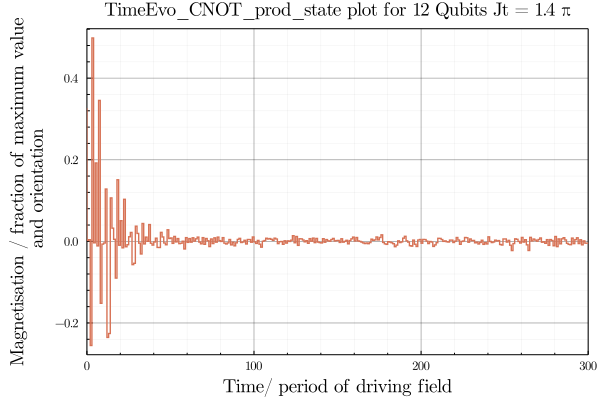 TimeEvo_CNOT_prod_state plot for 12 Qubits Jt = 1.4 π
Magnetisation / fraction of maximum value
and orientation
0.4
0.2
0.0
−0.2
0 100 200 300
Time/ period of driving field